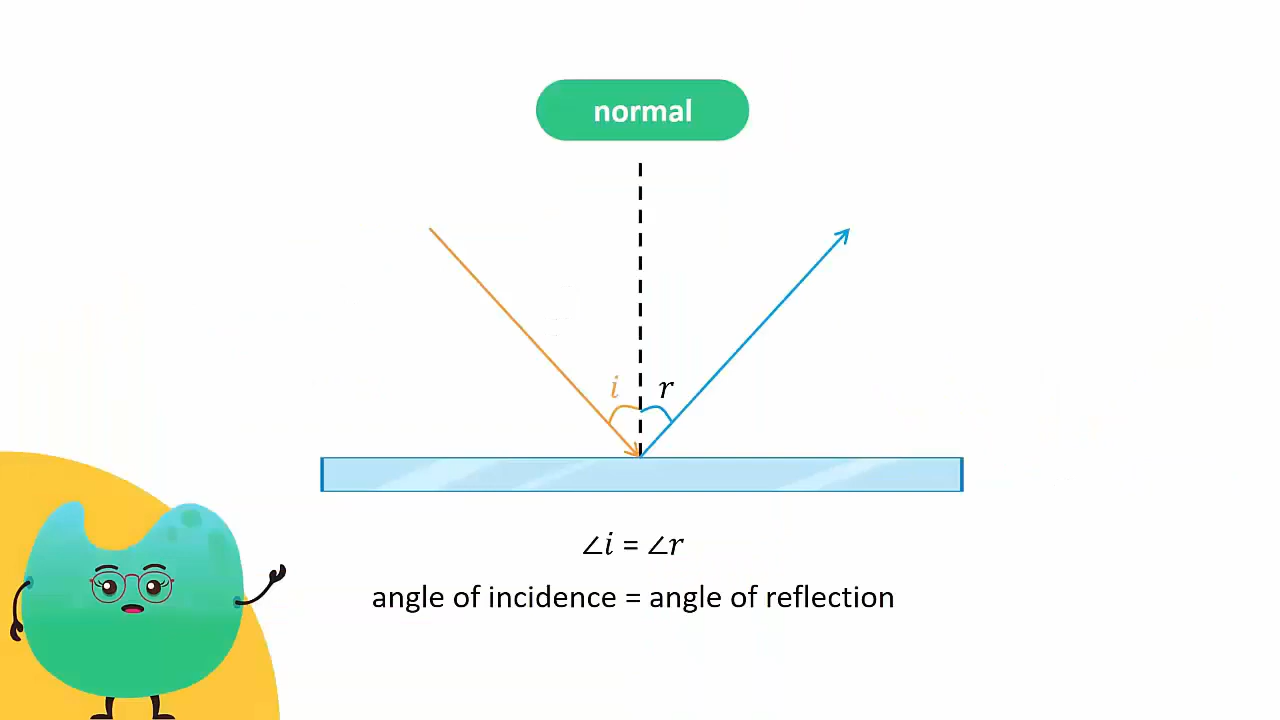 normal
i r
∠i = ∠r
angle of incidence = angle of reflection